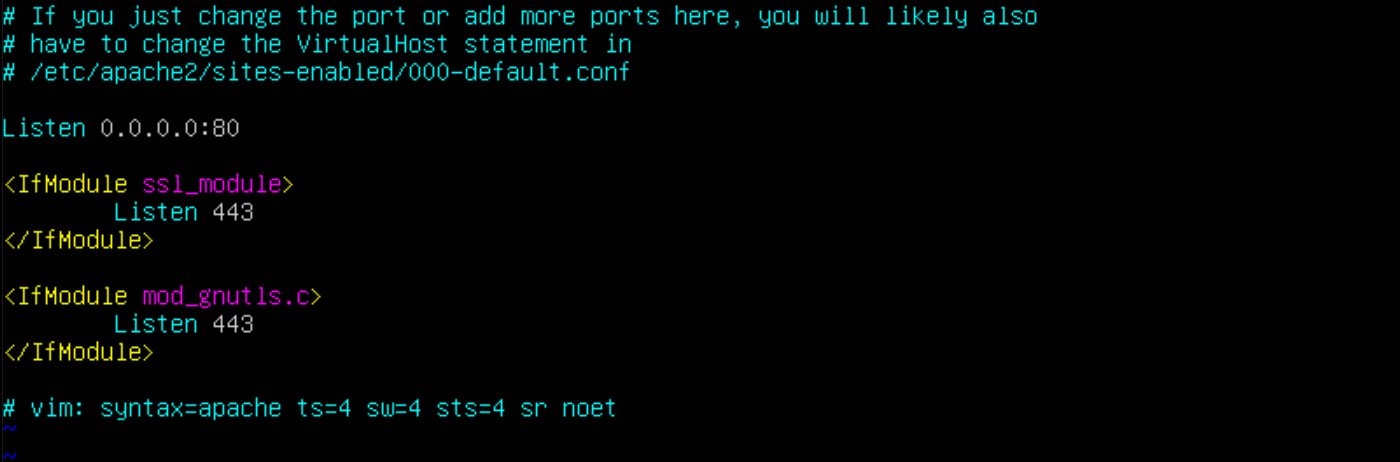 # If you just change the port or add more ports here, you will likely also
# have to change the VirtualHost statement in
# /etc/apache2/sites-enabled/000-default.conf
Listen 0.0.0.0:80
<IfModule ssl_module>
Listen 443
</IfModule>
<IfModule mod_gnutls.c>
Listen 443
</IfModule>
# vim: syntax=apache ts=4 sw=4 sts=4 sr noet
~
~